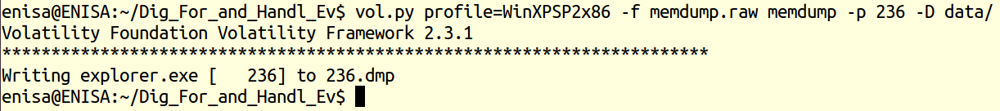 enisa@ENISA:~/Dig_For_and_Handl_Ev$ vol.py profile=WinXPSP2x86 -f memdump.raw memdump -p 236 -D data/
Volatility Foundation Volatility Framework 2.3.1
************************************************************************
Writing explorer.exe [   236] to 236.dmp
enisa@ENISA:~/Dig_For_and_Handl_Ev$